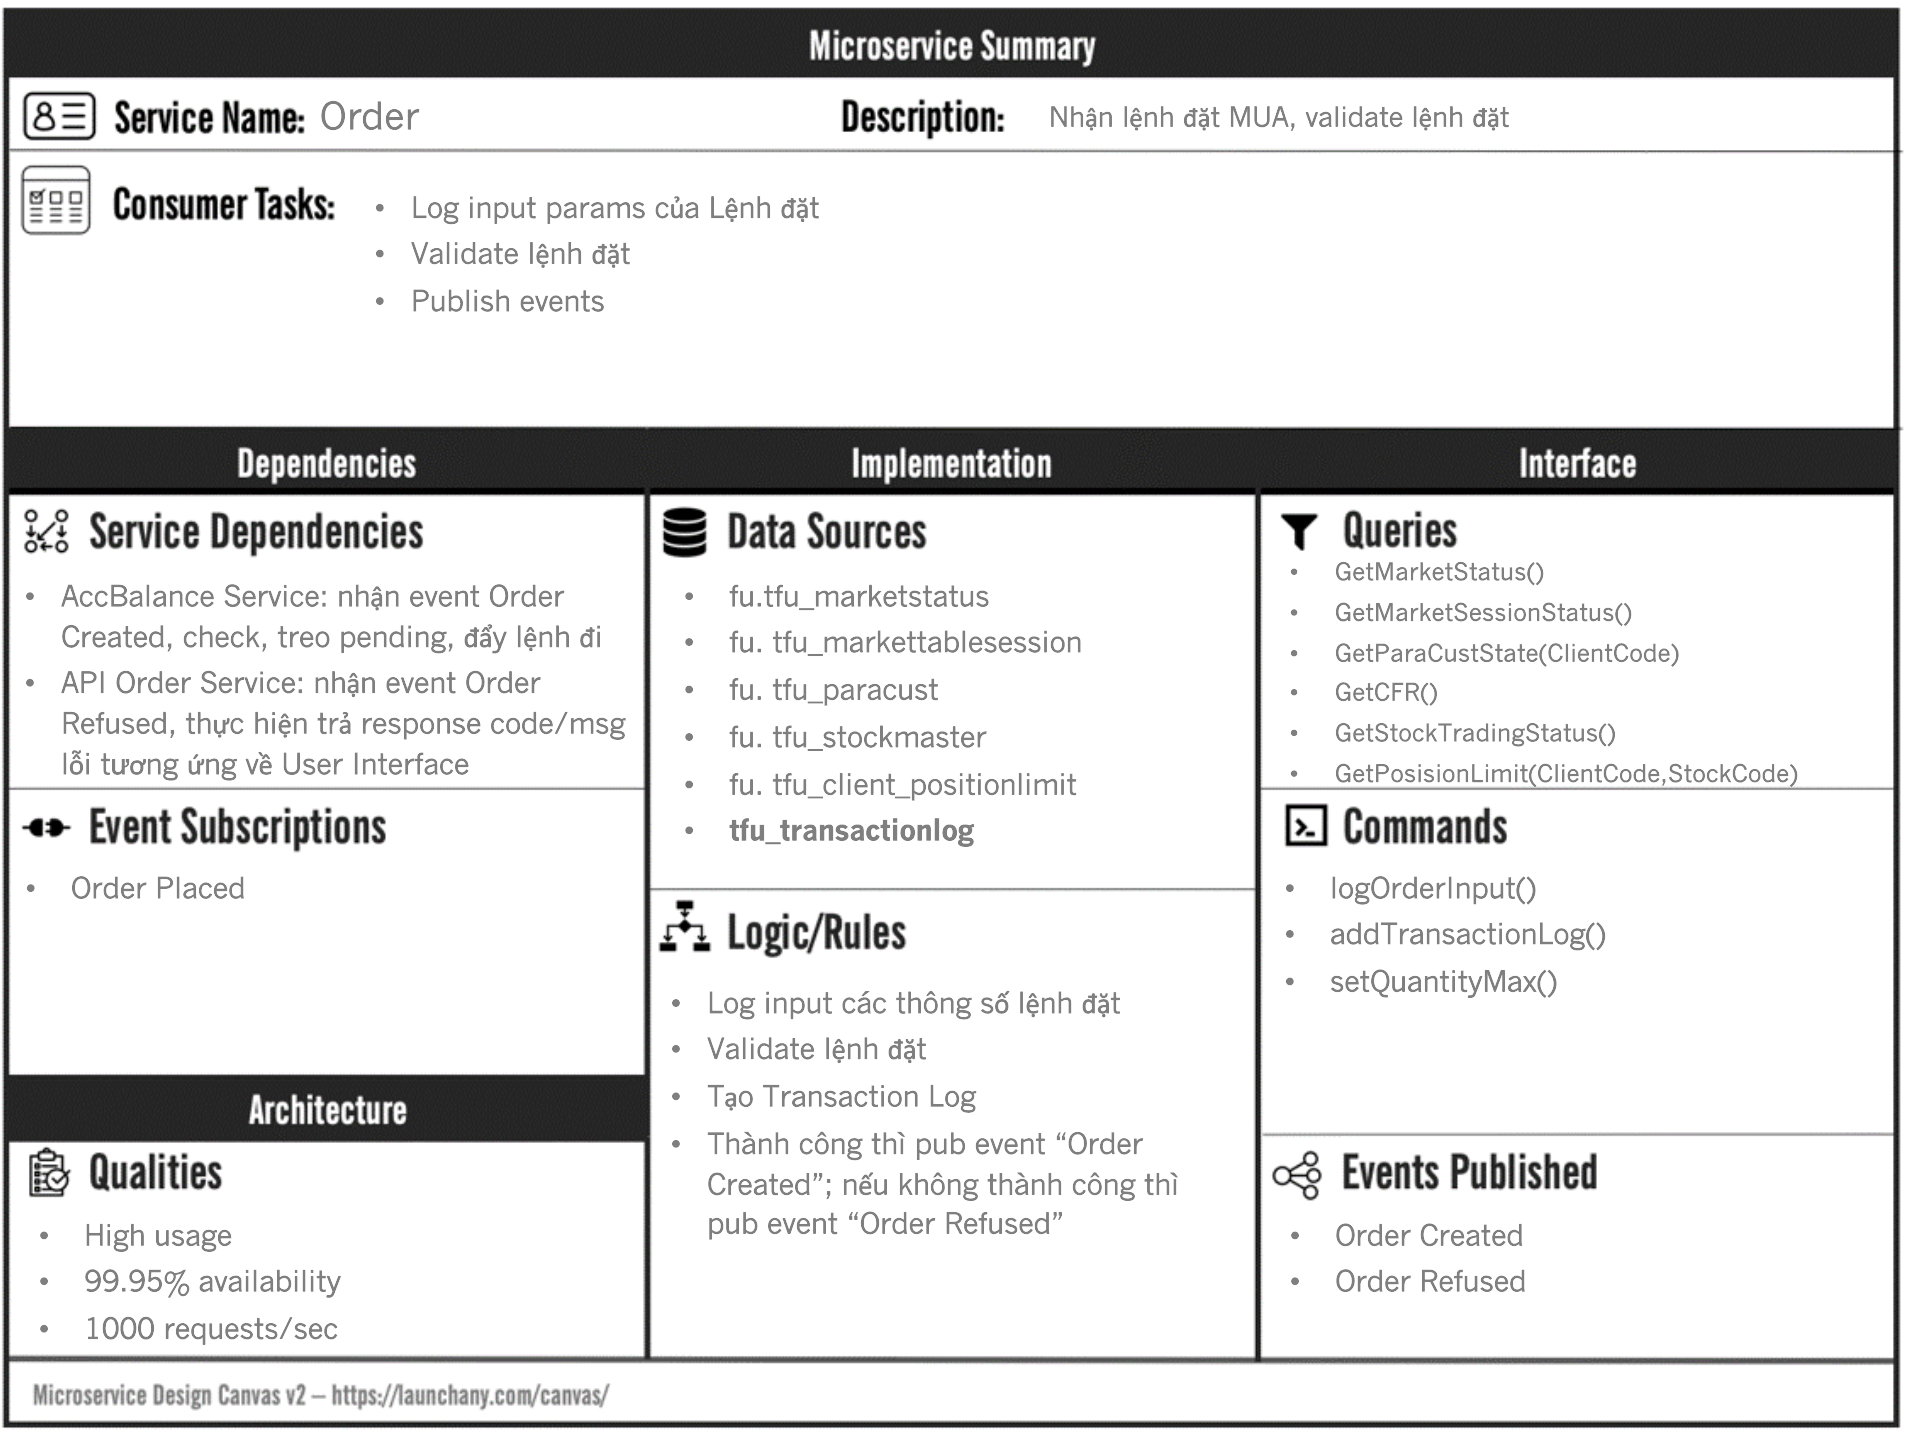 Microservice Summary
Service Name: Order
Description: Nhận lệnh đặt MUA, validate lệnh đặt
Consumer Tasks:
• Log input params của Lệnh đặt
• Validate lệnh đặt
• Publish events
Dependencies
Service Dependencies
• AccBalance Service: nhận event Order
Created, check, treo pending, đẩy lệnh đi
• API Order Service: nhận event Order
Refused, thực hiện trả response code/msg
lỗi tương ứng về User Interface
Event Subscriptions
• Order Placed
Architecture
Qualities
• High usage
• 99.95% availability
• 1000 requests/sec
Implementation
Data Sources
• fu.tfu_marketstatus
• fu. tfu_markettablesession
• fu. tfu_paracust
• fu. tfu_stockmaster
• fu. tfu_client_positionlimit
• tfu_transactionlog
Logic/Rules
• Log input các thông số lệnh đặt
• Validate lệnh đặt
• Tạo Transaction Log
• Thành công thì pub event “Order
Created”; nếu không thành công thì
pub event “Order Refused”
Interface
Queries
• GetMarketStatus()
• GetMarketSessionStatus()
• GetParaCustState(ClientCode)
• GetCFR()
• GetStockTradingStatus()
• GetPosisionLimit(ClientCode,StockCode)
Commands
• logOrderInput()
• addTransactionLog()
• setQuantityMax()
Events Published
• Order Created
• Order Refused
Microservice Design Canvas v2 – https://launchany.com/canvas/